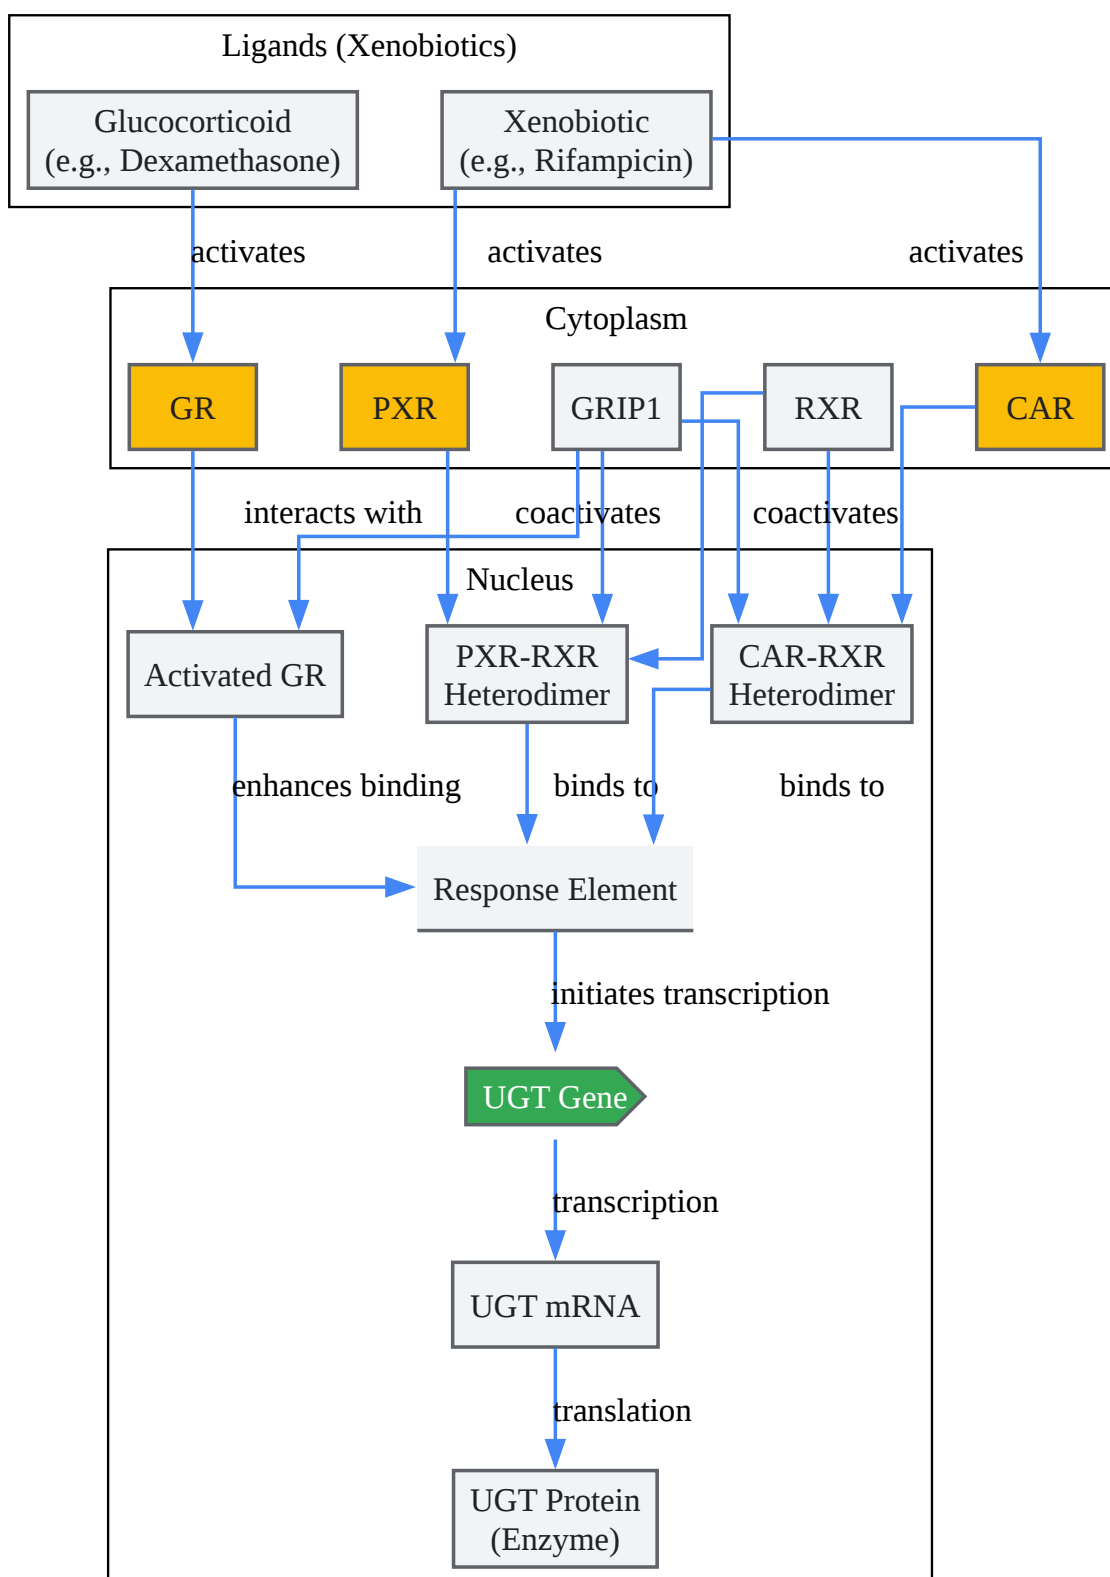 Ligands (Xenobiotics)
Glucocorticoid
(e.g., Dexamethasone)
Xenobiotic
(e.g., Rifampicin)
activates
activates
activates
Cytoplasm
GR
PXR
GRIP1
RXR
CAR
interacts with
coactivates
coactivates
Nucleus
Activated GR
PXR-RXR
Heterodimer
CAR-RXR
Heterodimer
enhances binding
binds to
binds to
Response Element
initiates transcription
UGT Gene
transcription
UGT mRNA
translation
UGT Protein
(Enzyme)